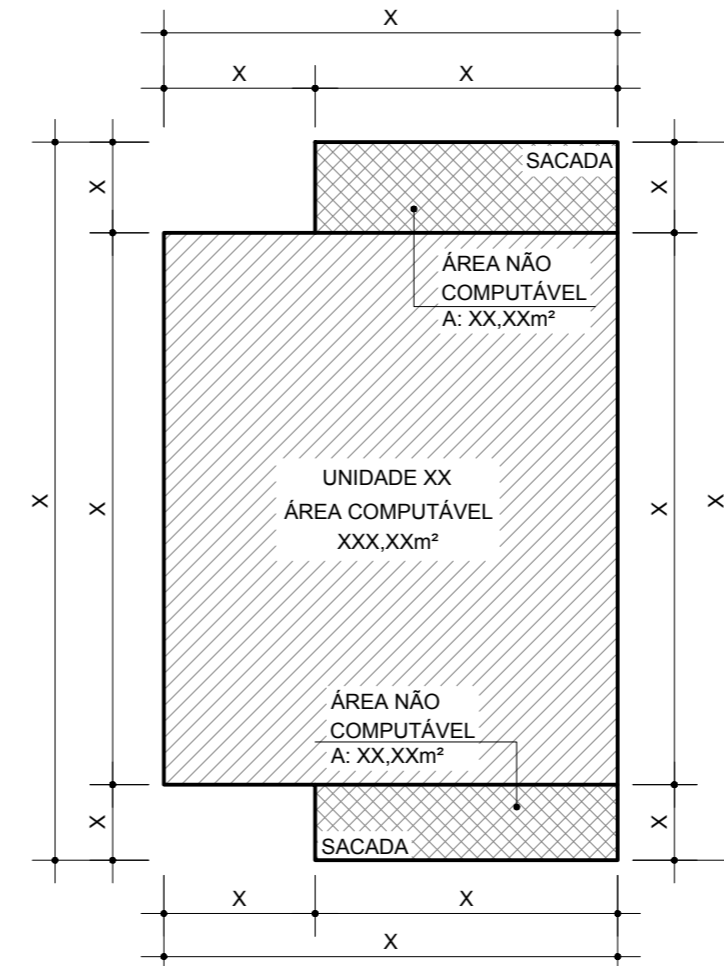 X
X X
SACADA
X X
ÁREA NÃO
COMPUTÁVEL
A: XX,XXm²
UNIDADE XX
ÁREA COMPUTÁVEL
XXX,XXm²
X X X X
ÁREA NÃO
COMPUTÁVEL
A: XX,XXm²
X X
SACADA
X X
X